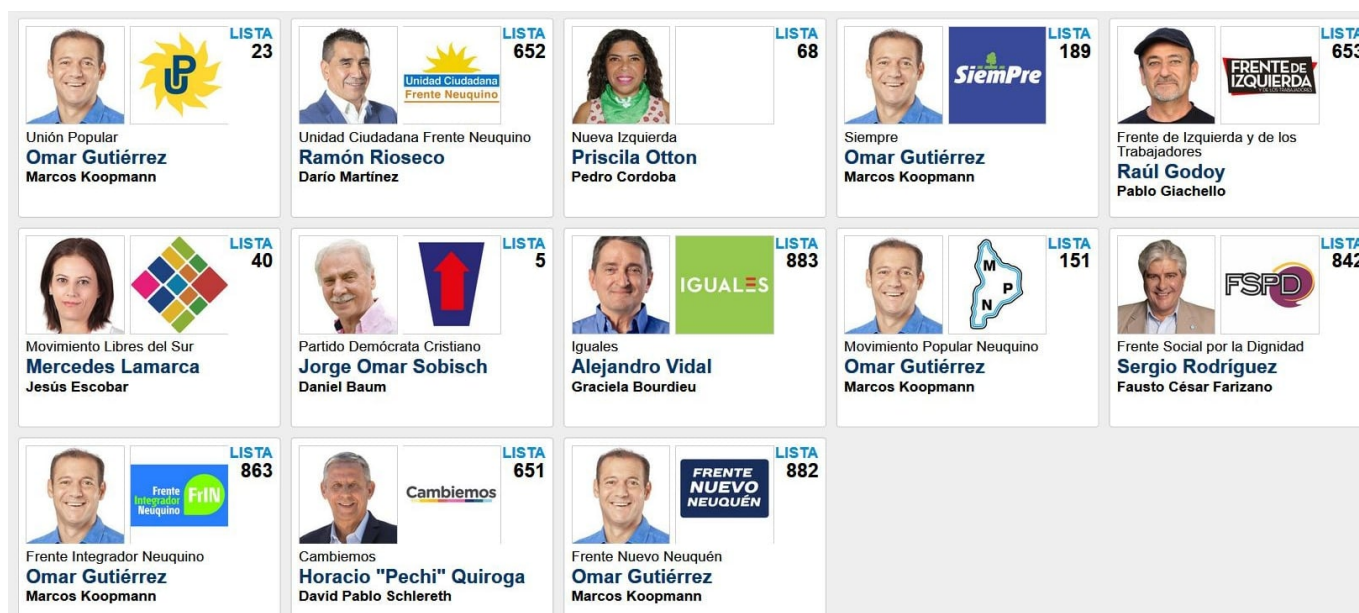 LISTA
23
UP
Unión Popular
Omar Gutiérrez
Marcos Koopmann
LISTA
652
Unidad Ciudadana
Frente Neuquino
Unidad Ciudadana Frente Neuquino
Ramón Rioseco
Darío Martínez
LISTA
68
Nueva Izquierda
Priscila Otton
Pedro Cordoba
LISTA
189
SiemPre
Siempre
Omar Gutiérrez
Marcos Koopmann
LISTA
653
FRENTE DE
IZQUIERDA
Y DE LOS TRABAJADORES
Frente de Izquierda y de los
Trabajadores
Raúl Godoy
Pablo Giachello
LISTA
40
Movimiento Libres del Sur
Mercedes Lamarca
Jesús Escobar
LISTA
5
Partido Demócrata Cristiano
Jorge Omar Sobisch
Daniel Baum
LISTA
883
IGUALES
Iguales
Alejandro Vidal
Graciela Bourdieu
LISTA
151
M
P
N
Movimiento Popular Neuquino
Omar Gutiérrez
Marcos Koopmann
LISTA
842
FSPD
Frente Social por la Dignidad
Sergio Rodríguez
Fausto César Farizano
LISTA
863
Frente
Integrador
Neuquino
FrIN
Frente Integrador Neuquino
Omar Gutiérrez
Marcos Koopmann
LISTA
651
Cambiemos
Cambiemos
Horacio "Pechi" Quiroga
David Pablo Schlereth
LISTA
882
FRENTE
NUEVO
NEUQUÉN
Frente Nuevo Neuquén
Omar Gutiérrez
Marcos Koopmann